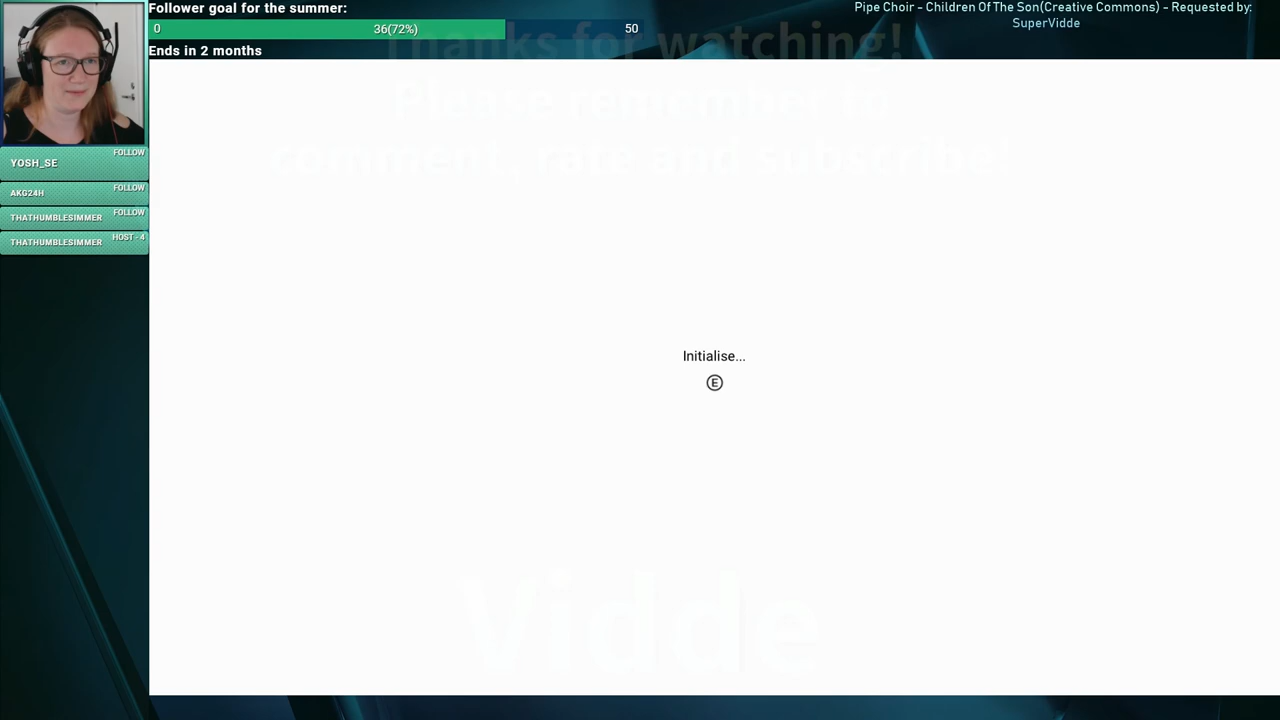 Follower goal for the summer:
0 36(72%) 50
Ends in 2 months
Pipe Choir - Children Of The Son(Creative Commons) - Requested by:
SuperVidde
Thanks for watching!
Please remember to
comment, rate and subscribe!
FOLLOW
YOSH_SE
FOLLOW
AKG24H
FOLLOW
THATHUMBLESIMMER
HOST - 4
THATHUMBLESIMMER
Initialise...
E
Vidde